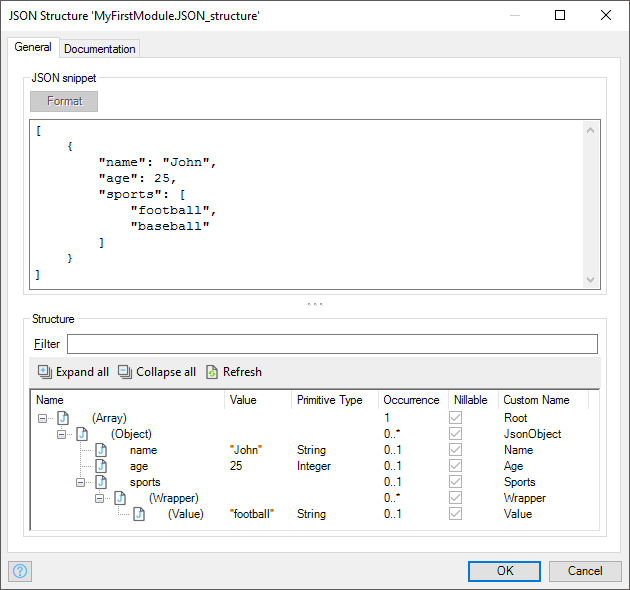 JSON Structure 'MyFirstModule.JSON_structure'
General Documentation
JSON snippet
Format
[
    {
        "name": "John",
        "age": 25,
        "sports": [
            "football",
            "baseball"
        ]
    }
]
Structure
Filter
Expand all Collapse all Refresh
Name Value Primitive Type Occurrence Nillable Custom Name
(Array) 1 Root
(Object) 0..* JsonObject
name "John" String 0..1 Name
age 25 Integer 0..1 Age
sports 0..1 Sports
(Wrapper) 0..* Wrapper
(Value) "football" String 0..1 Value
? OK Cancel